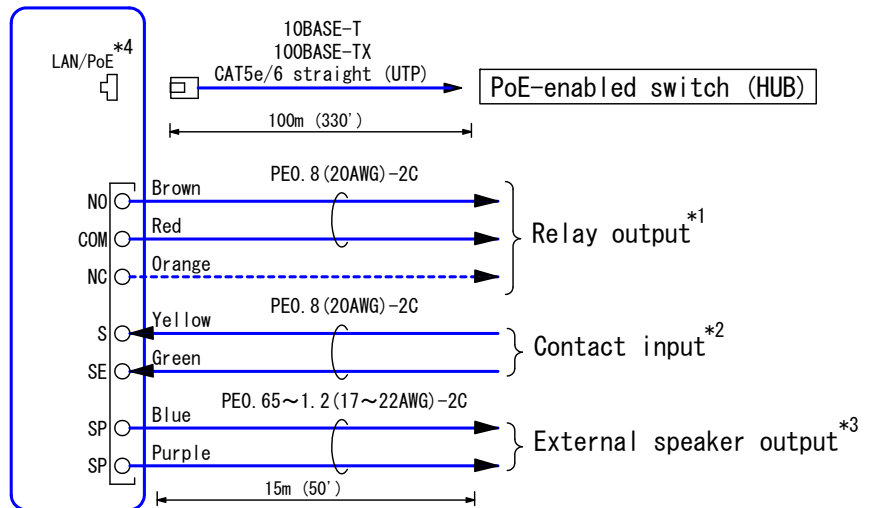 10BASE-T
100BASE-TX
CAT5e/6 straight (UTP)
LAN/PoE*4
PoE-enabled switch (HUB)
100m (330')
PE0.8(20AWG)-2C
NO Brown
COM Red
Relay output*1
NC Orange
PE0.8(20AWG)-2C
S Yellow
Contact input*2
SE Green
PE0.65～1.2(17～22AWG)-2C
SP Blue
External speaker output*3
SP Purple
15m (50')